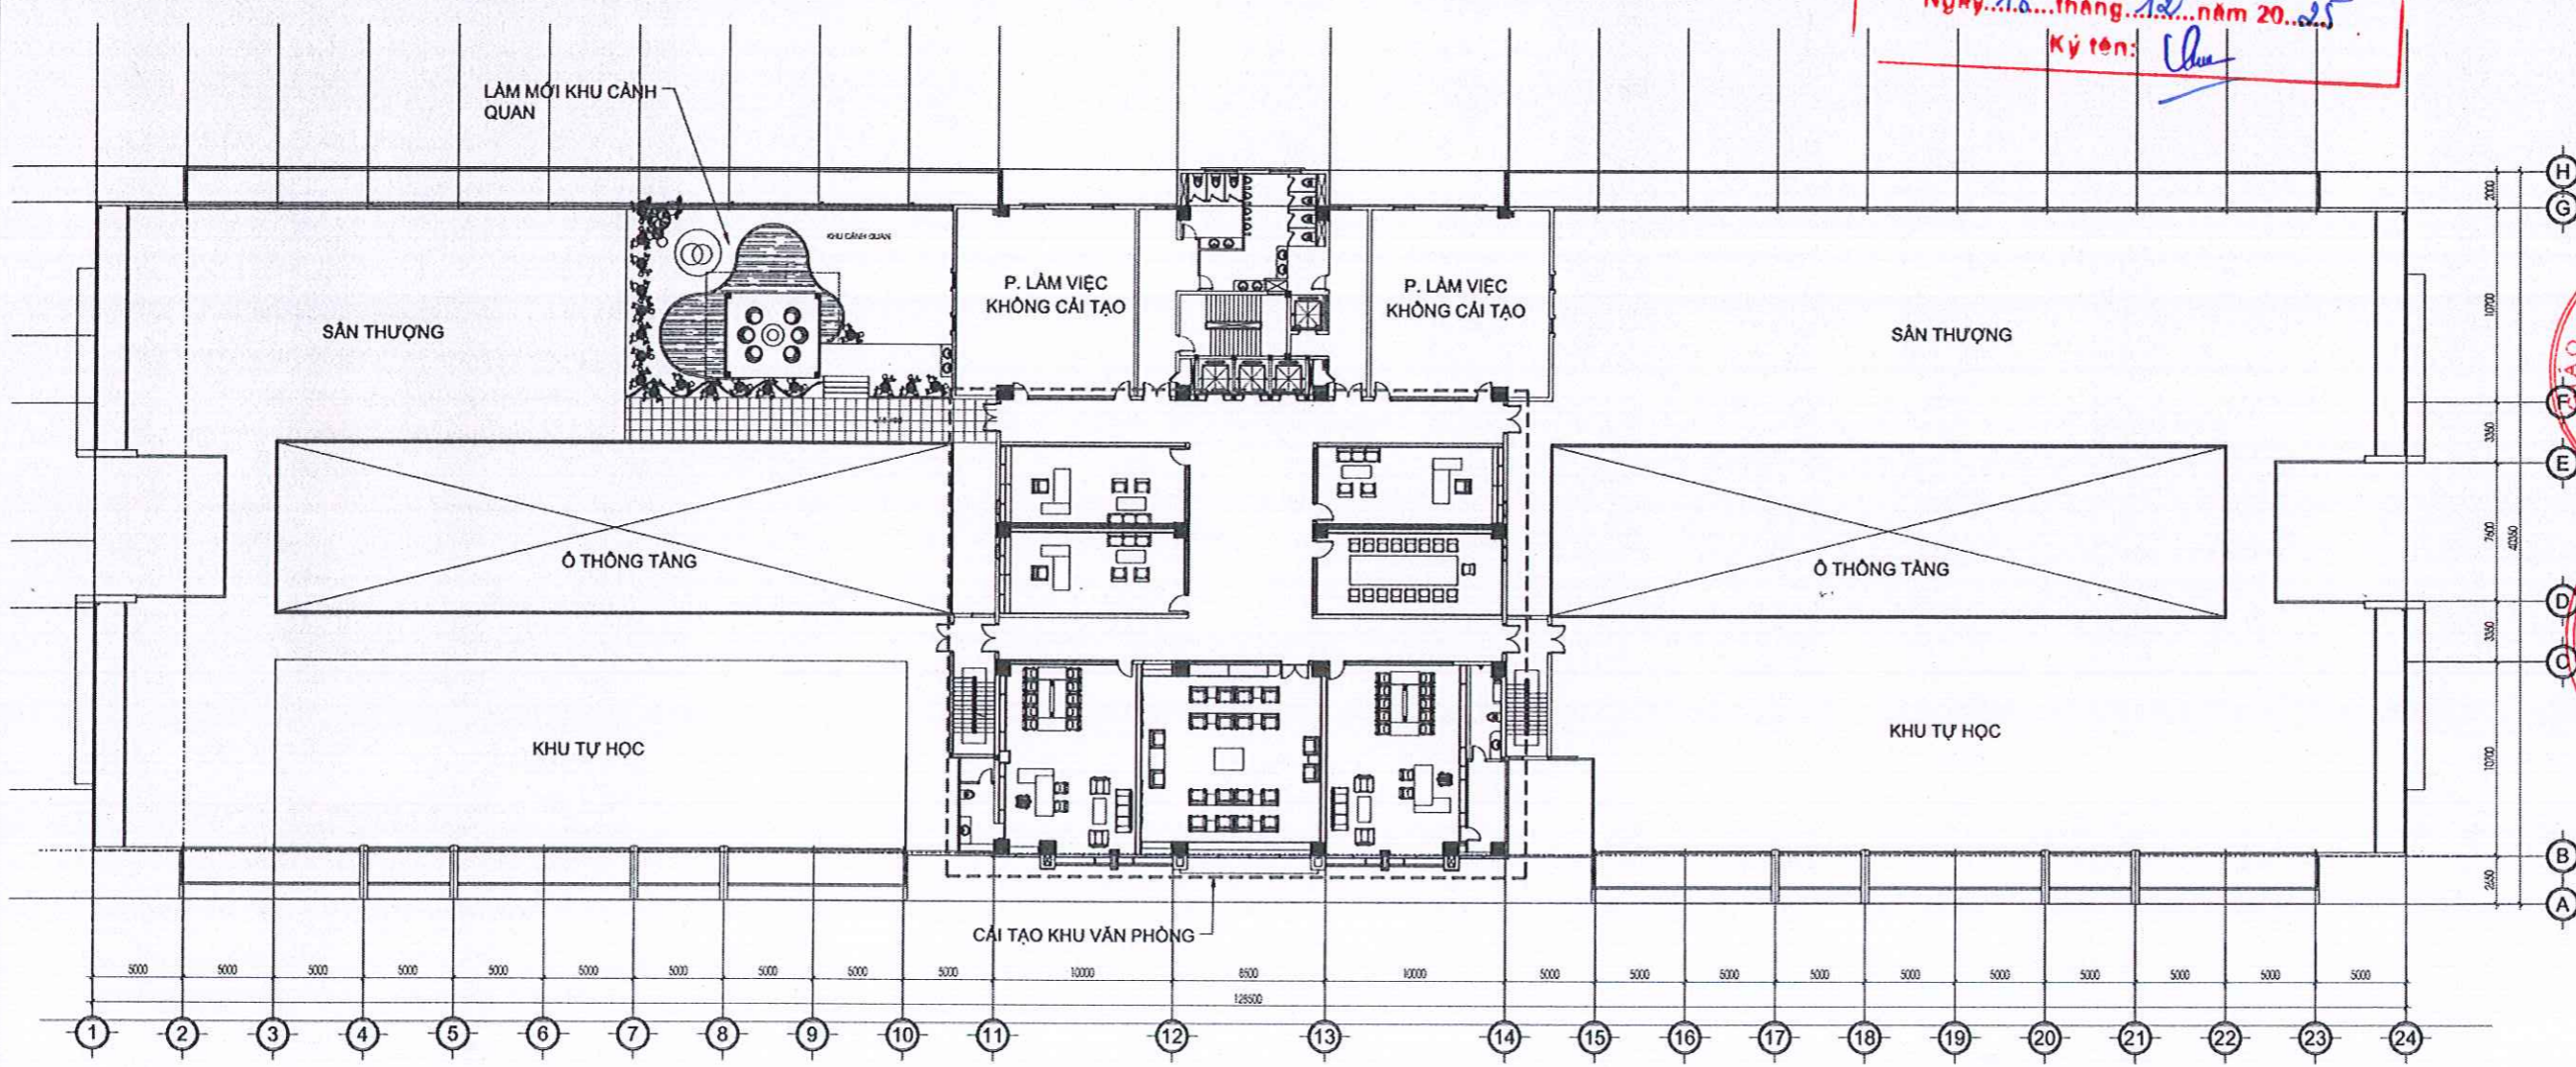 năm 20..25
Ký tên:
LÀM MỚI KHU CẢNH
QUAN
H
2000
G
KHU CẢNH QUAN
P. LÀM VIỆC
KHÔNG CẢI TẠO
P. LÀM VIỆC
KHÔNG CẢI TẠO
SÂN THƯỢNG
SÂN THƯỢNG
10700
F
3350
E
Ô THÔNG TẦNG
Ô THÔNG TẦNG
7600
40350
D
3350
C
KHU TỰ HỌC
KHU TỰ HỌC
10700
B
2250
A
CẢI TẠO KHU VĂN PHÒNG
5000 5000 5000 5000 5000 5000 5000 5000 5000 5000 10000 8500 10000 5000 5000 5000 5000 5000 5000 5000 5000 5000 5000
128500
1 2 3 4 5 6 7 8 9 10 11 12 13 14 15 16 17 18 19 20 21 22 23 24